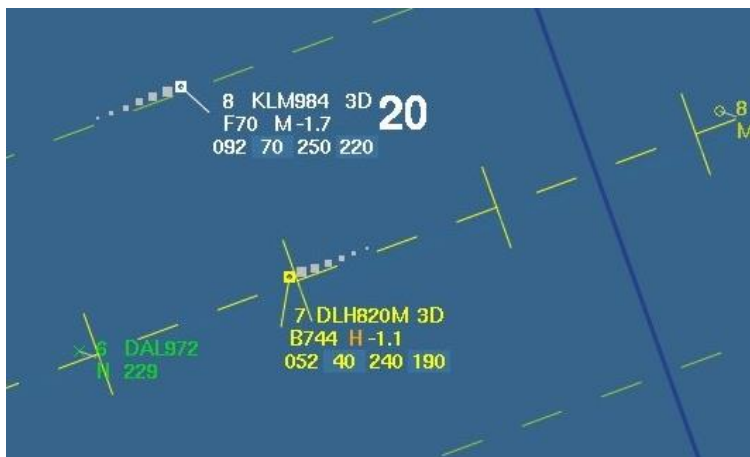 8 KLM984 3D 20
F70 M -1.7
092 70 250 220
8
M
7 DLH820M 3D
B744 H -1.1
052 40 240 190
6 DAL972
H 229